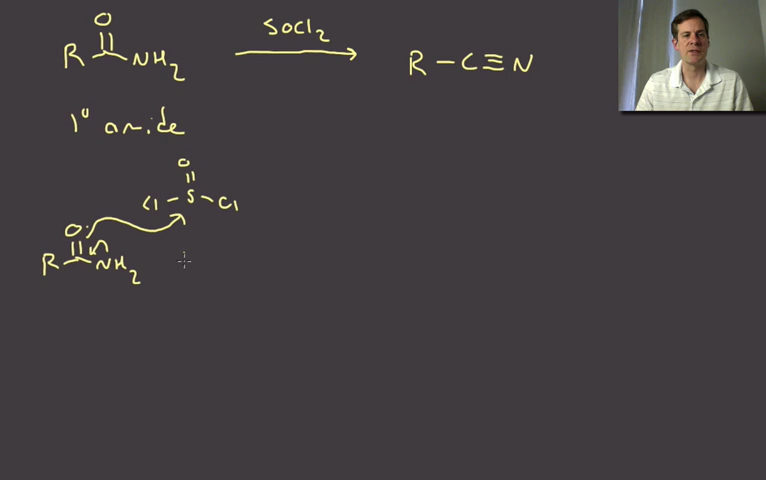 O
|| SOCl2
R NH2 → R – C ≡ N
1° amide
O
||
Cl – S – Cl
O:
||
R NH2